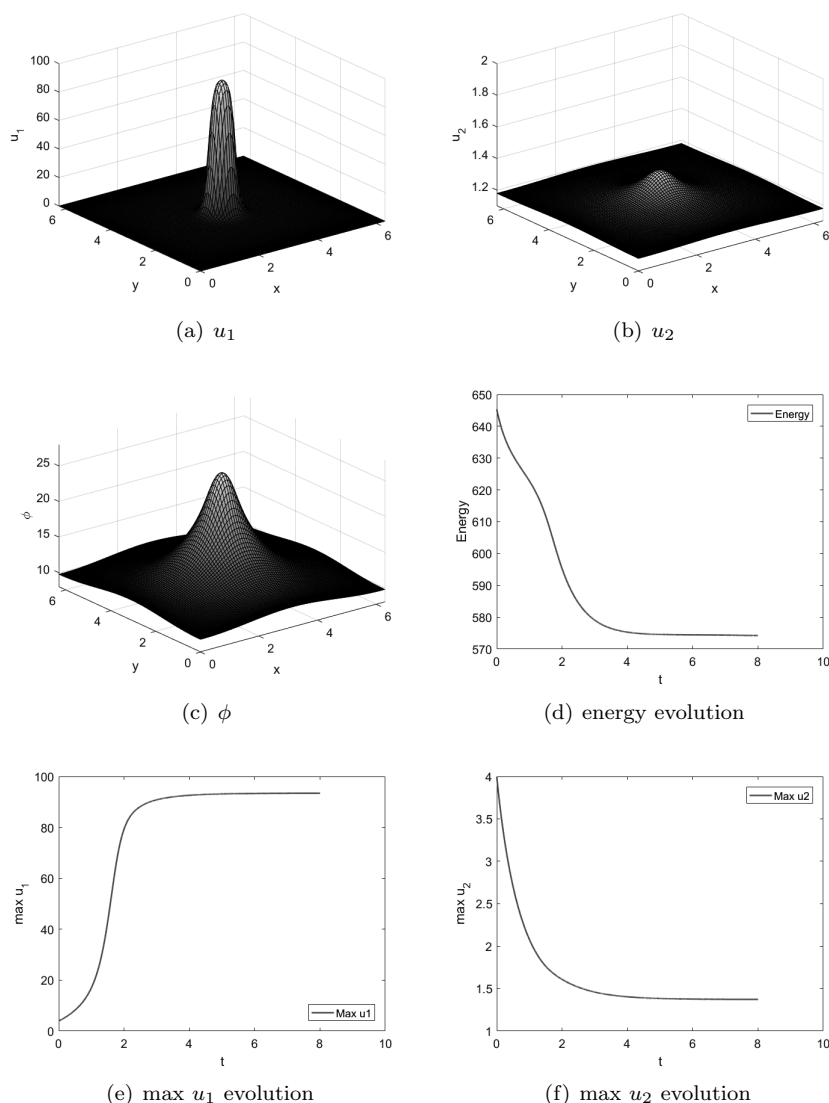 100
80
60
40
20
0
u1
6
4
2
0
y
0
2
4
6
x
2
1.8
1.6
1.4
1.2
u2
6
4
2
0
y
0
2
4
6
x
(a) u1
(b) u2
25
20
15
10
ϕ
6
4
2
0
y
0
2
4
6
x
650
640
630
620
610
600
590
580
570
Energy
0 2 4 6 8 10
t
Energy
(c) ϕ
(d) energy evolution
100
80
60
40
20
0
max u1
0 2 4 6 8 10
t
Max u1
4
3.5
3
2.5
2
1.5
1
max u2
0 2 4 6 8 10
t
Max u2
(e) max u1 evolution
(f) max u2 evolution